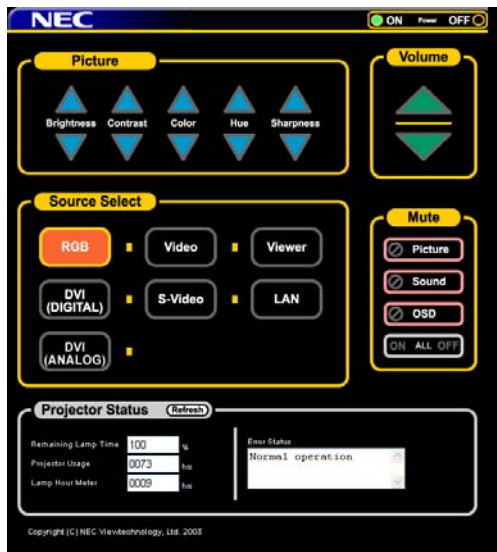 NEC
ON Power OFF
Picture
Brightness Contrast Color Hue Sharpness
Volume
Source Select
RGB Video Viewer
DVI (DIGITAL) S-Video LAN
DVI (ANALOG)
Mute
Picture
Sound
OSD
ON ALL OFF
Projector Status Refresh
Remaining Lamp Time 100 %
Projector Usage 0073 hrs
Lamp Hour Meter 0009 hrs
Error Status
Normal operation
Copyright (C) NEC Viewtechnology, Ltd. 2003